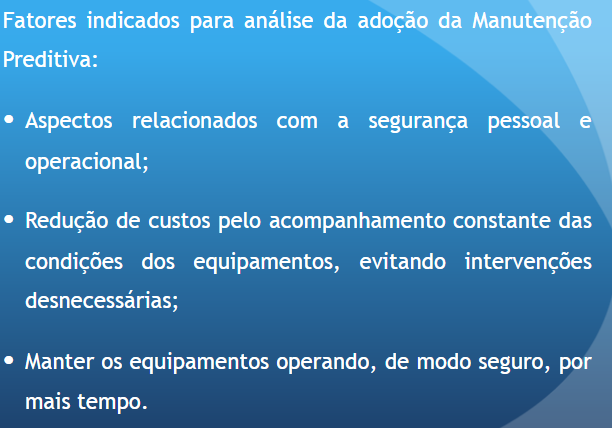 Fatores indicados para análise da adoção da Manutenção
Preditiva:
• Aspectos relacionados com a segurança pessoal e
operacional;
• Redução de custos pelo acompanhamento constante das
condições dos equipamentos, evitando intervenções
desnecessárias;
• Manter os equipamentos operando, de modo seguro, por
mais tempo.